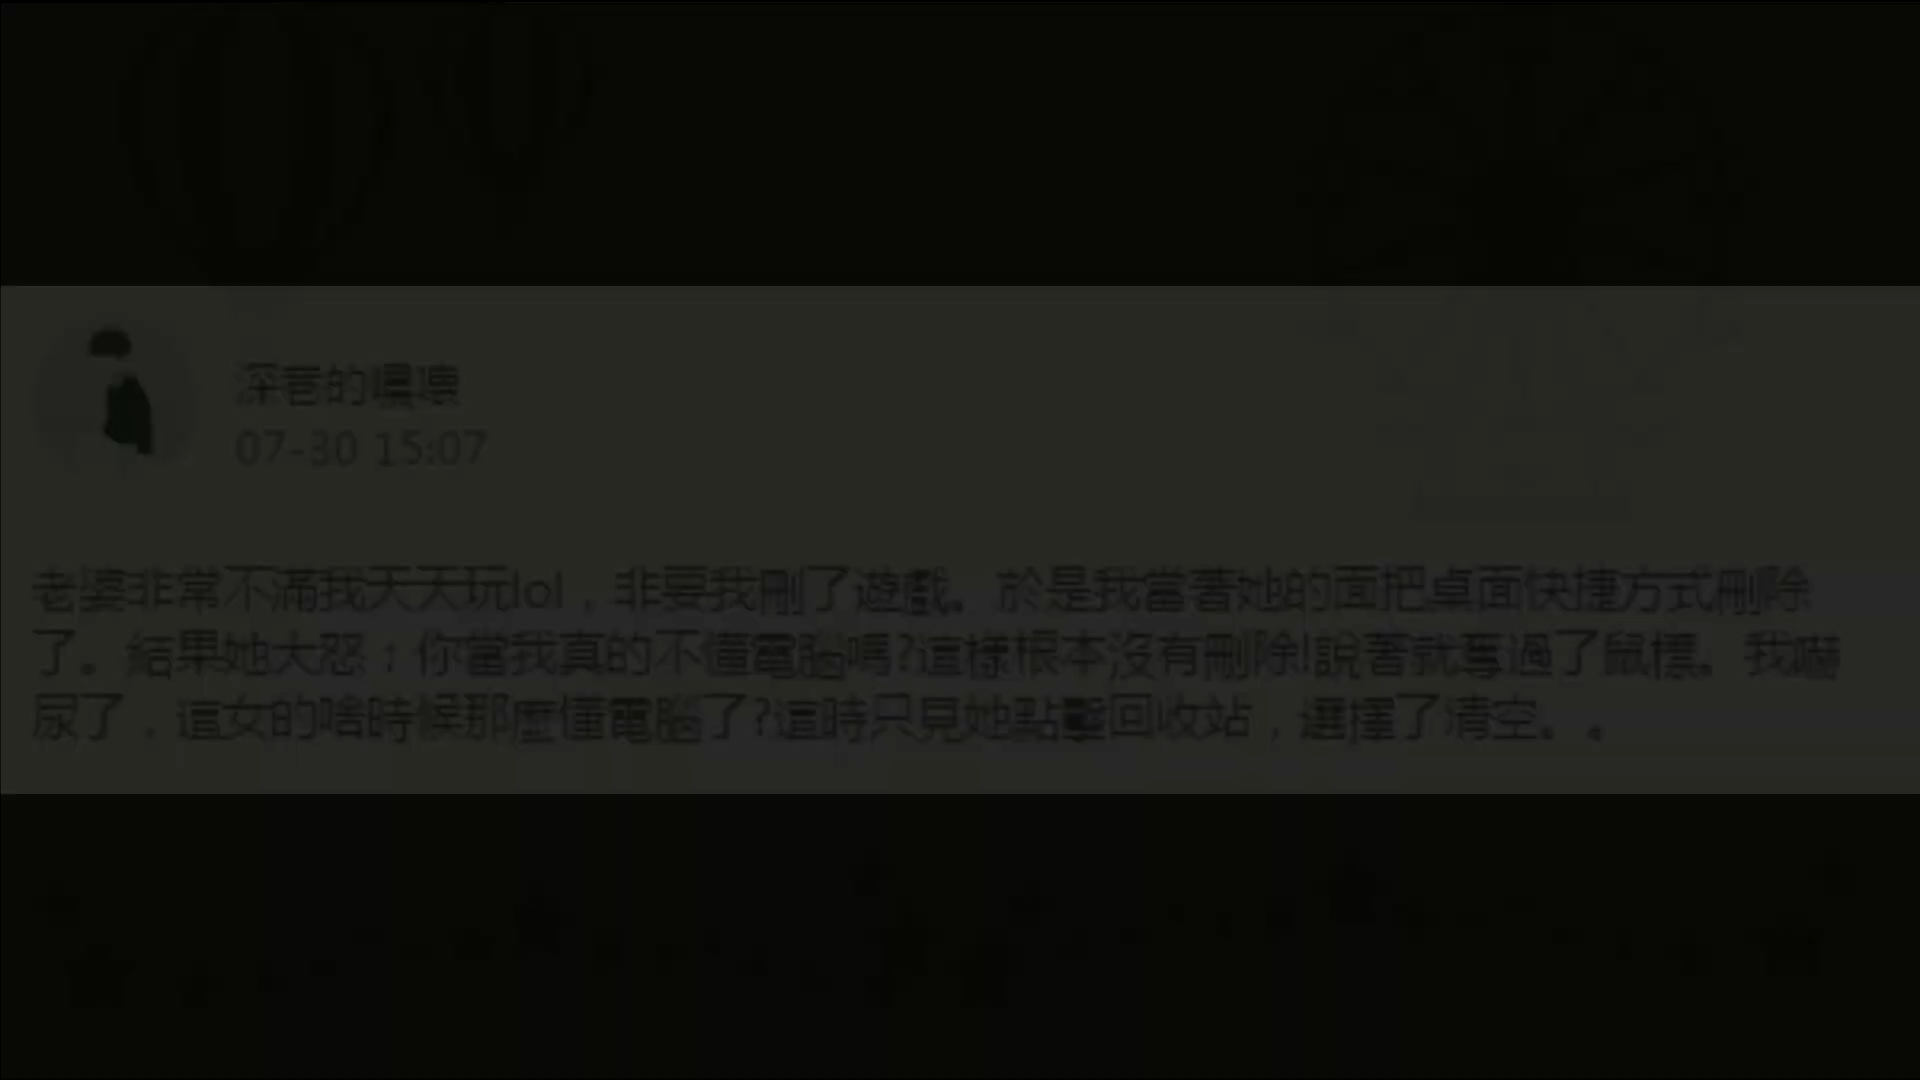 深巷的嘿壞
07-30 15:07
老婆非常不滿我天天玩lol，非要我刪了遊戲。於是我當著她的面把桌面快捷方式刪除
了。結果她大怒：你當我真的不懂電腦嗎?這樣根本沒有刪除!說著就奪過了鼠標。我嚇
尿了，這女的啥時候那麼懂電腦了?這時只見她點擊回收站，選擇了清空。。